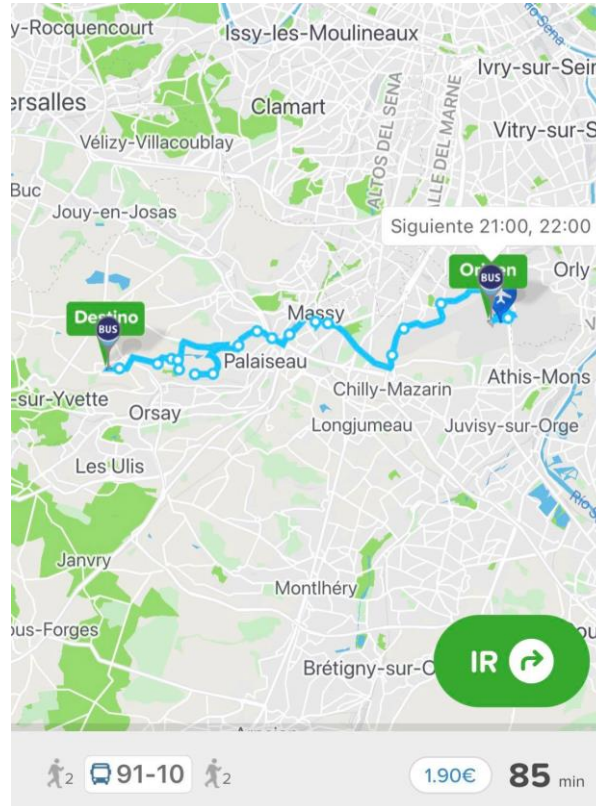 y-Rocquencourt
Issy-les-Moulineaux
Ivry-sur-Sein
ersalles
Clamart
ALTOS DEL SENA
VALLE DEL MARNE
Vitry-sur-S
Vélizy-Villacoublay
Buc
Jouy-en-Josas
Siguiente 21:00, 22:00
BUS
Orly
Destino
BUS
Massy
Palaiseau
Chilly-Mazarin
Athis-Mons
-sur-Yvette
Orsay
Longjumeau
Juvisy-sur-Orge
Les Ulis
Janvry
Montlhéry
ous-Forges
IR
Brétigny-sur-O
2
91-10
2
1.90€
85 min